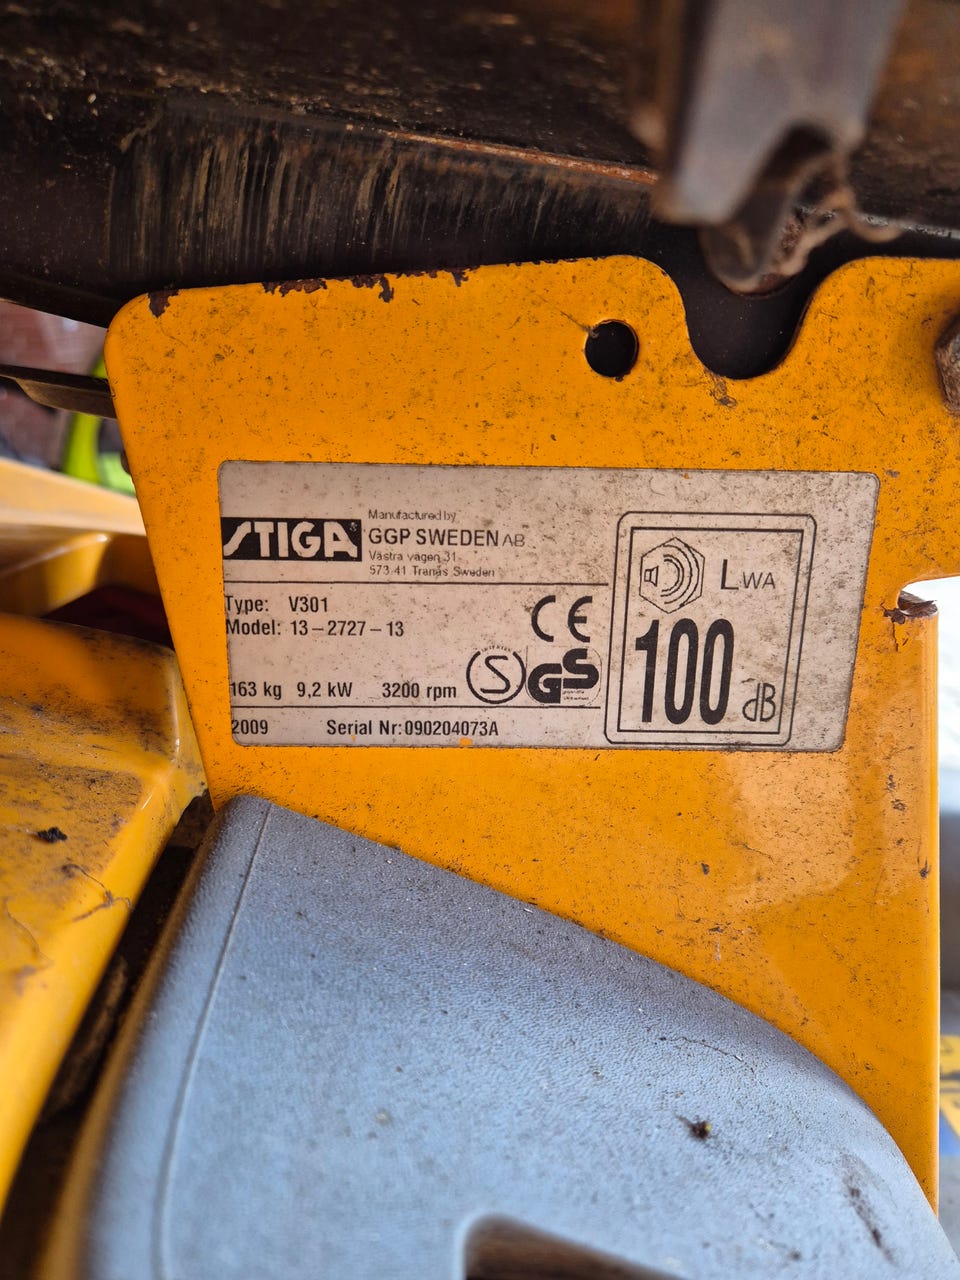 STIGA®
Manufactured by
GGP SWEDEN AB
Västra vägen 31
573 41 Tranås Sweden
Type: V301
Model: 13-2727-13
CE
163 kg 9,2 kW 3200 rpm
S
GS
2009 Serial Nr: 090204073A
LWA
100 dB